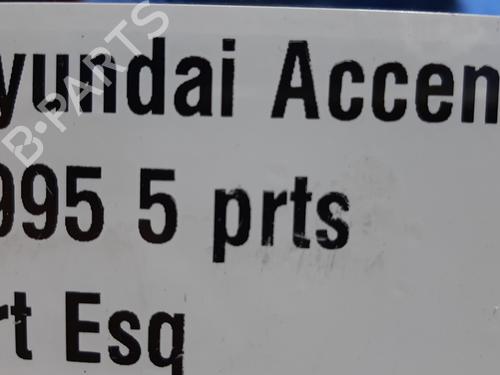 yundai Accen
995 5 prts
rt Esq
B-PARTS